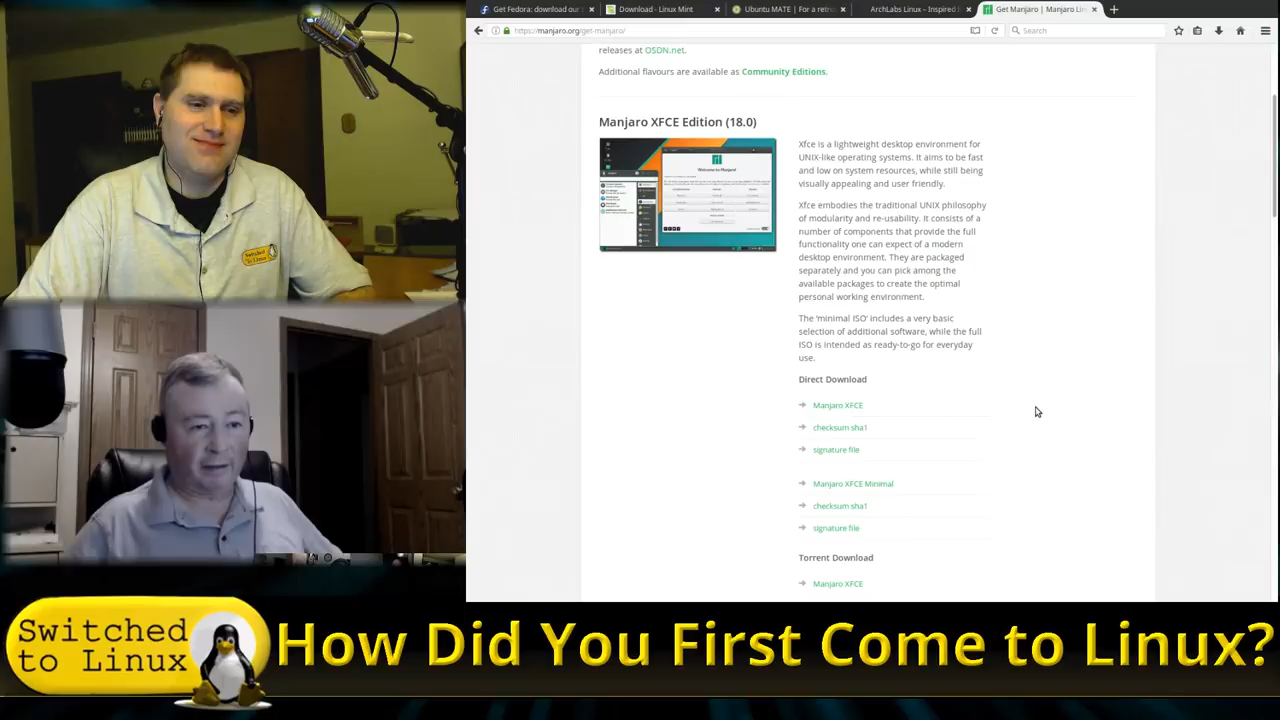 Get Fedora: download our
Download - Linux Mint
Ubuntu MATE | For a retro
ArchLabs Linux – Inspired
Get Manjaro | Manjaro Li
https://manjaro.org/get-manjaro/
Search
releases at OSDN.net.
Additional flavours are available as Community Editions.
Manjaro XFCE Edition (18.0)
Welcome to Manjaro!
Xfce is a lightweight desktop environment for
UNIX-like operating systems. It aims to be fast
and low on system resources, while still being
visually appealing and user friendly.
Xfce embodies the traditional UNIX philosophy
of modularity and re-usability. It consists of a
number of components that provide the full
functionality one can expect of a modern
desktop environment. They are packaged
separately and you can pick among the
available packages to create the optimal
personal working environment.
The 'minimal ISO' includes a very basic
selection of additional software, while the full
ISO is intended as ready-to-go for everyday
use.
Direct Download
Manjaro XFCE
checksum sha1
signature file
Manjaro XFCE Minimal
checksum sha1
signature file
Torrent Download
Manjaro XFCE
Switched
to Linux
How Did You First Come to Linux?